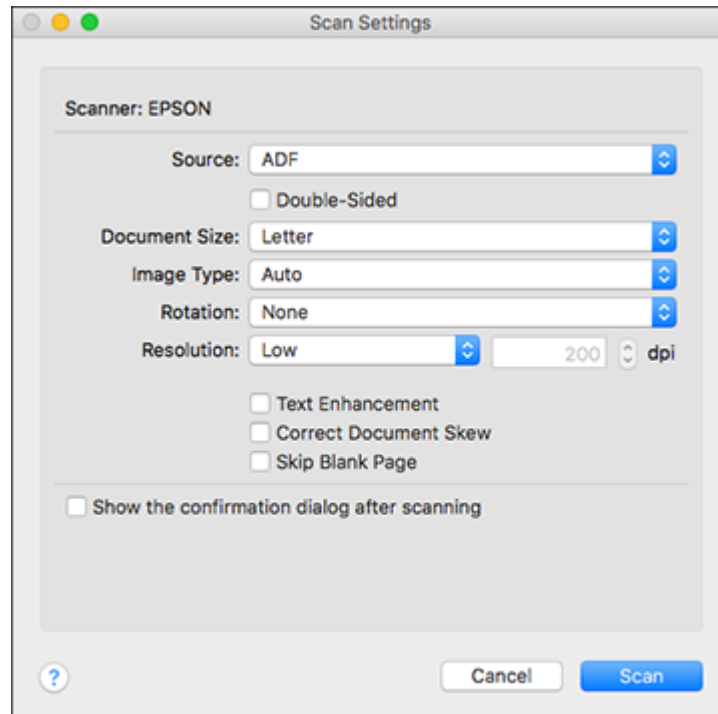 Scan Settings
Scanner: EPSON
Source: ADF
Double-Sided
Document Size: Letter
Image Type: Auto
Rotation: None
Resolution: Low 200 dpi
Text Enhancement
Correct Document Skew
Skip Blank Page
Show the confirmation dialog after scanning
? Cancel Scan